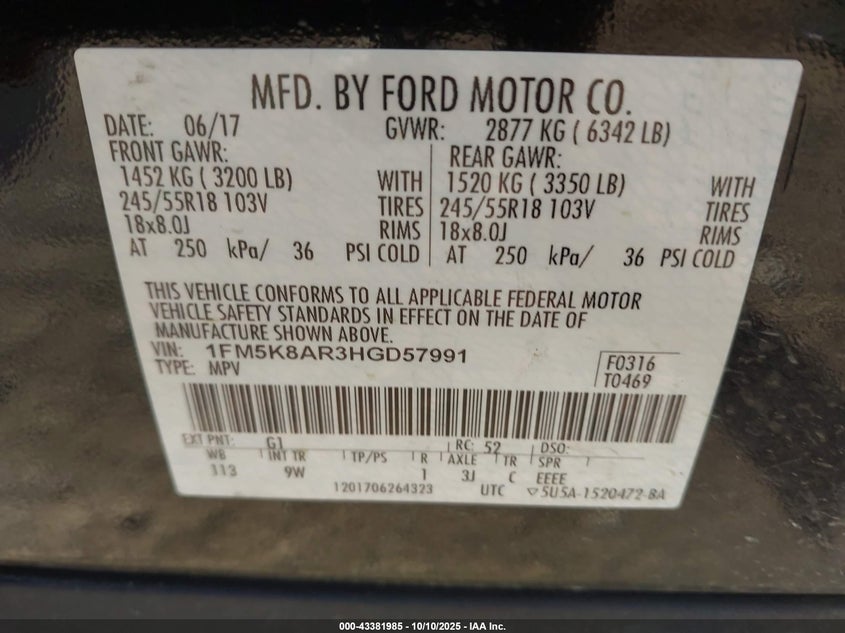 MFD. BY FORD MOTOR CO.
DATE: 06/17 GVWR: 2877 KG ( 6342 LB)
FRONT GAWR: REAR GAWR:
1452 KG ( 3200 LB) WITH 1520 KG ( 3350 LB) WITH
245/55R18 103V TIRES 245/55R18 103V TIRES
18x8.0J RIMS 18x8.0J RIMS
AT 250 kPa/ 36 PSI COLD AT 250 kPa/ 36 PSI COLD
THIS VEHICLE CONFORMS TO ALL APPLICABLE FEDERAL MOTOR
VEHICLE SAFETY STANDARDS IN EFFECT ON THE DATE OF
MANUFACTURE SHOWN ABOVE.
VIN: 1FM5K8AR3HGD57991 F0316
TYPE: MPV T0469
EXT PNT: G1 RC: 52 DSO:
WB INT TR TP/PS R AXLE TR SPR
113 9W 1 3J C EEEE
1201706264323 UTC ▽5U5A-1520472-BA
000-43381985 - 10/10/2025 - IAA Inc.